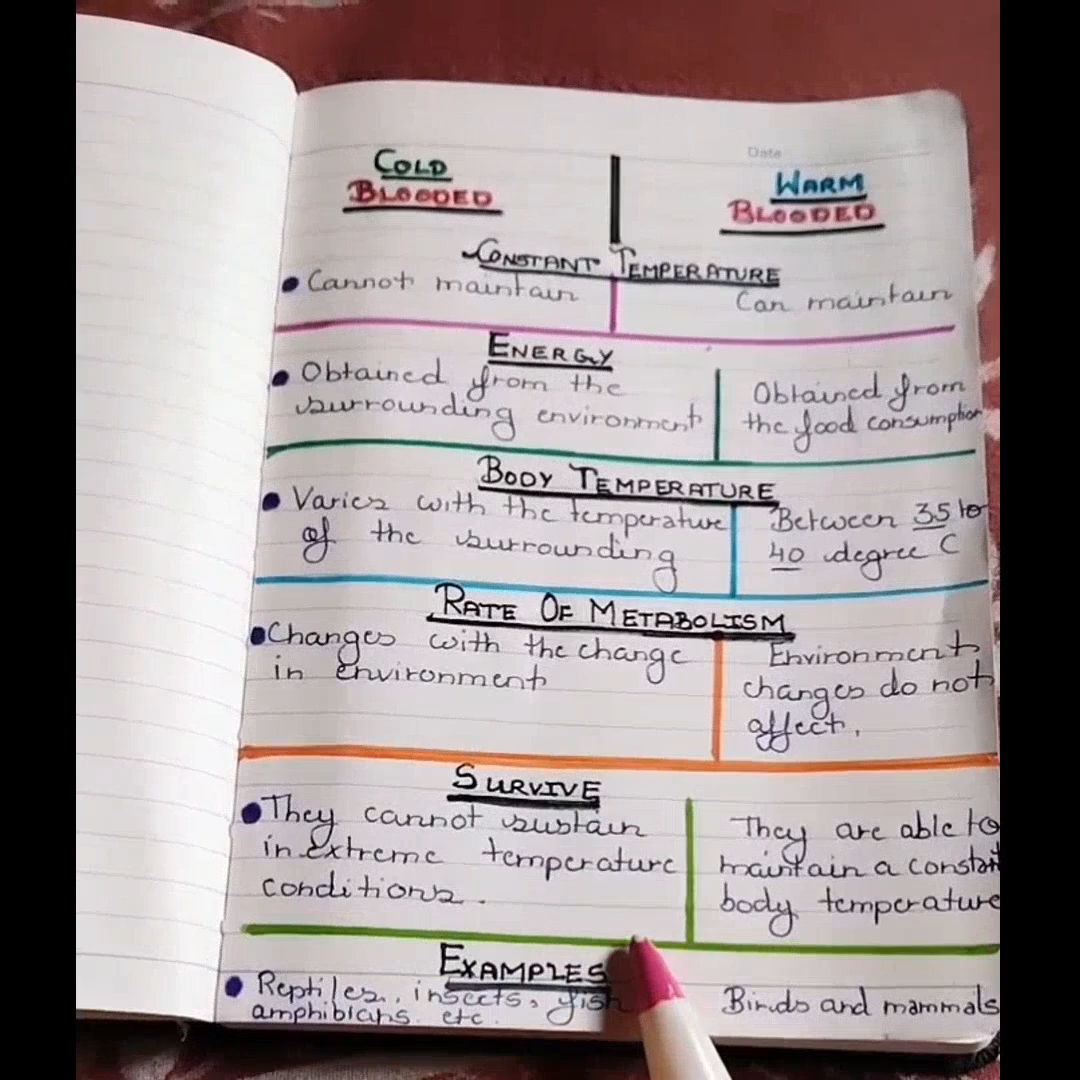 Date
COLD
BLOODED
WARM
BLOODED
CONSTANT TEMPERATURE
Cannot maintain
Can maintain
ENERGY
Obtained from the
surrounding environment
Obtained from
the food consumption
BODY TEMPERATURE
Varies with the temperature
of the surrounding
Between 35 to
40 degree C
RATE OF METABOLISM
Changes with the change
in environment
Environment
changes do not
affect.
SURVIVE
They cannot sustain
in extreme temperature
conditions.
They are able to
maintain a constant
body temperature
EXAMPLES
Reptiles, insects, fish
amphibians. etc.
Birds and mammals